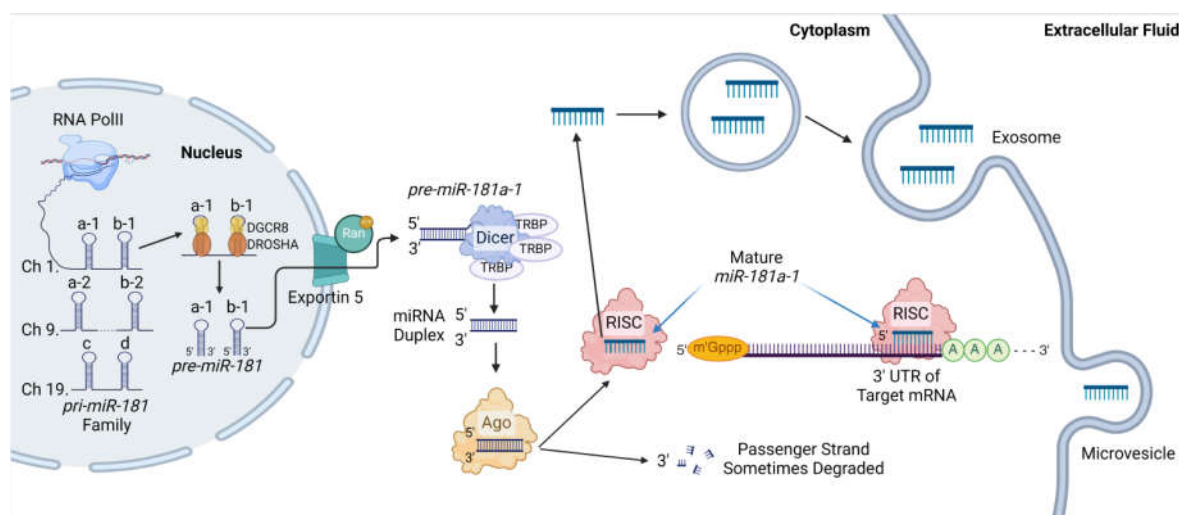 Cytoplasm
Extracellular Fluid
RNA PolII
Nucleus
Exosome
a-1 b-1
DGCR8
DROSHA
a-1 b-1
Ch 1.
a-2 b-2
Ch 9.
c d
Ch 19.
pri-miR-181
Family
a-1 b-1
5' 3' 5' 3'
pre-miR-181
Ran
Exportin 5
pre-miR-181a-1
5'
3'
Dicer
TRBP
TRBP
TRBP
miRNA
Duplex
5'
3'
Ago
5'
3'
RISC
Mature
miR-181a-1
RISC
5'
5' m'Gppp
A A A
3'
3' UTR of
Target mRNA
3'
Passenger Strand
Sometimes Degraded
Microvesicle